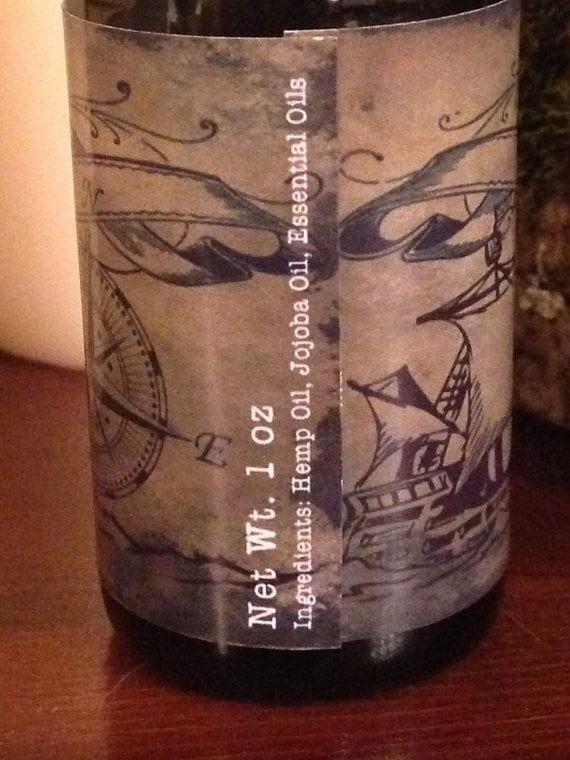 Net Wt. 1 oz
Ingredients: Hemp Oil, Jojoba Oil, Essential Oils
E